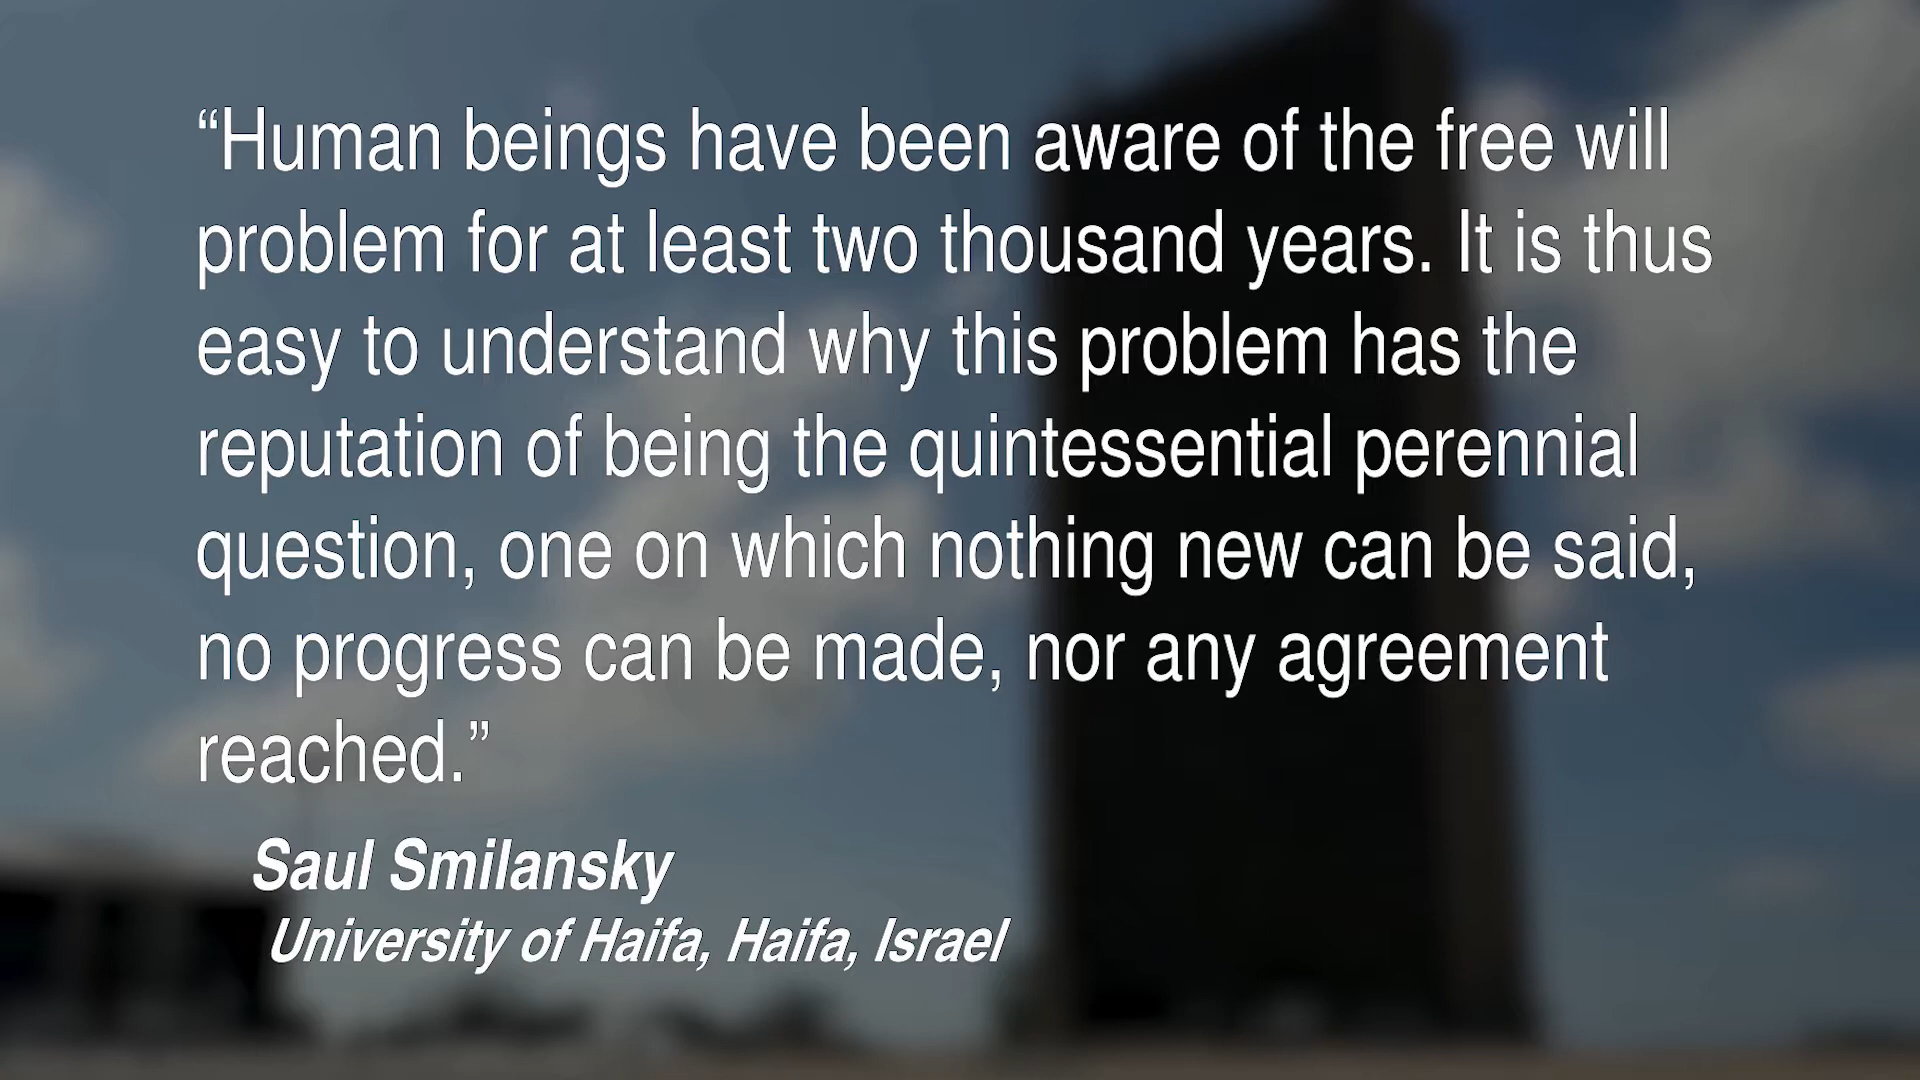 “Human beings have been aware of the free will
problem for at least two thousand years. It is thus
easy to understand why this problem has the
reputation of being the quintessential perennial
question, one on which nothing new can be said,
no progress can be made, nor any agreement
reached.”
Saul Smilansky
University of Haifa, Haifa, Israel